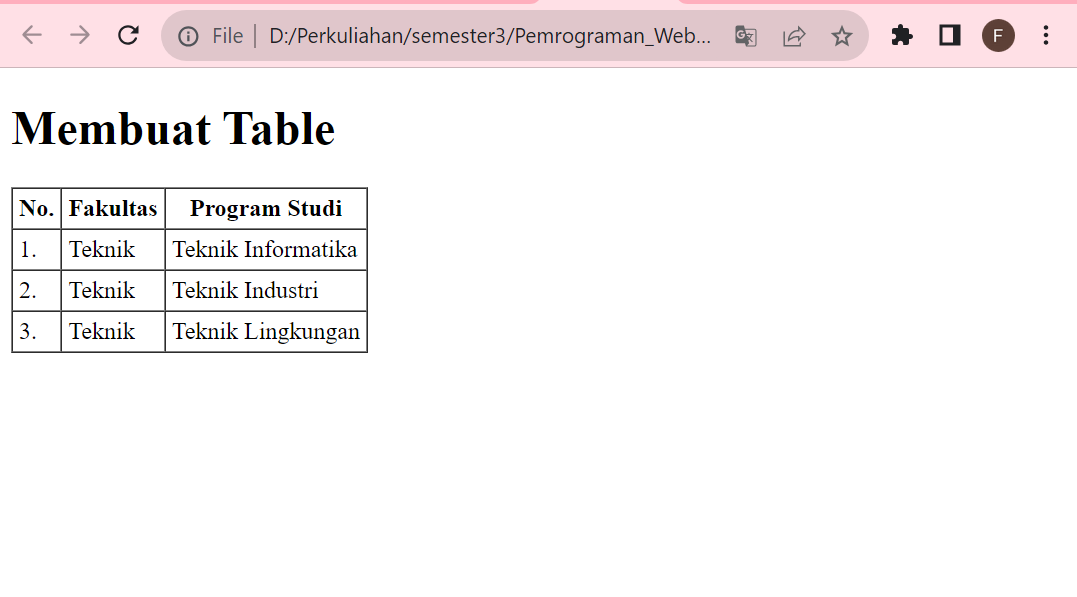 File D:/Perkuliahan/semester3/Pemrograman_Web... F
Membuat Table
No. Fakultas Program Studi
1. Teknik Teknik Informatika
2. Teknik Teknik Industri
3. Teknik Teknik Lingkungan